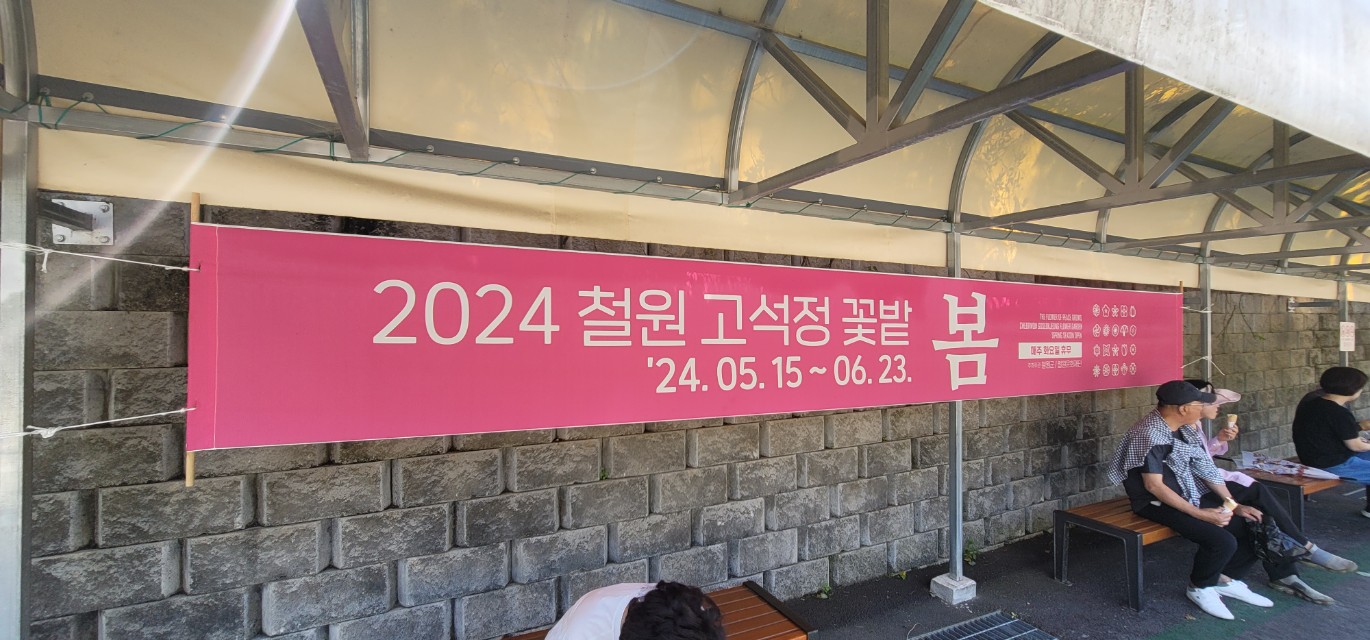 2024 철원 고석정 꽃밭
'24. 05. 15 ~ 06. 23.
봄
매주 화요일 휴무